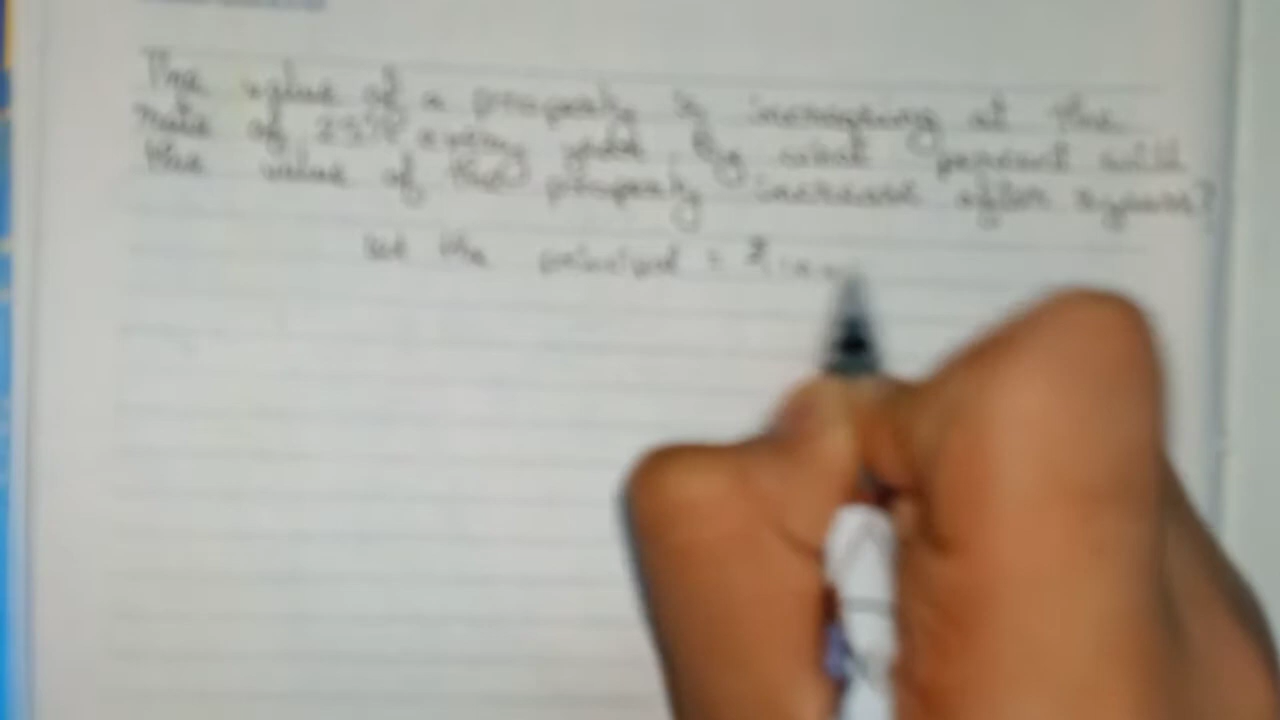 The value of a property is increasing at the
rate of 25% every year. By what percent will
the value of the property increase after years?
Let the principal = ₹